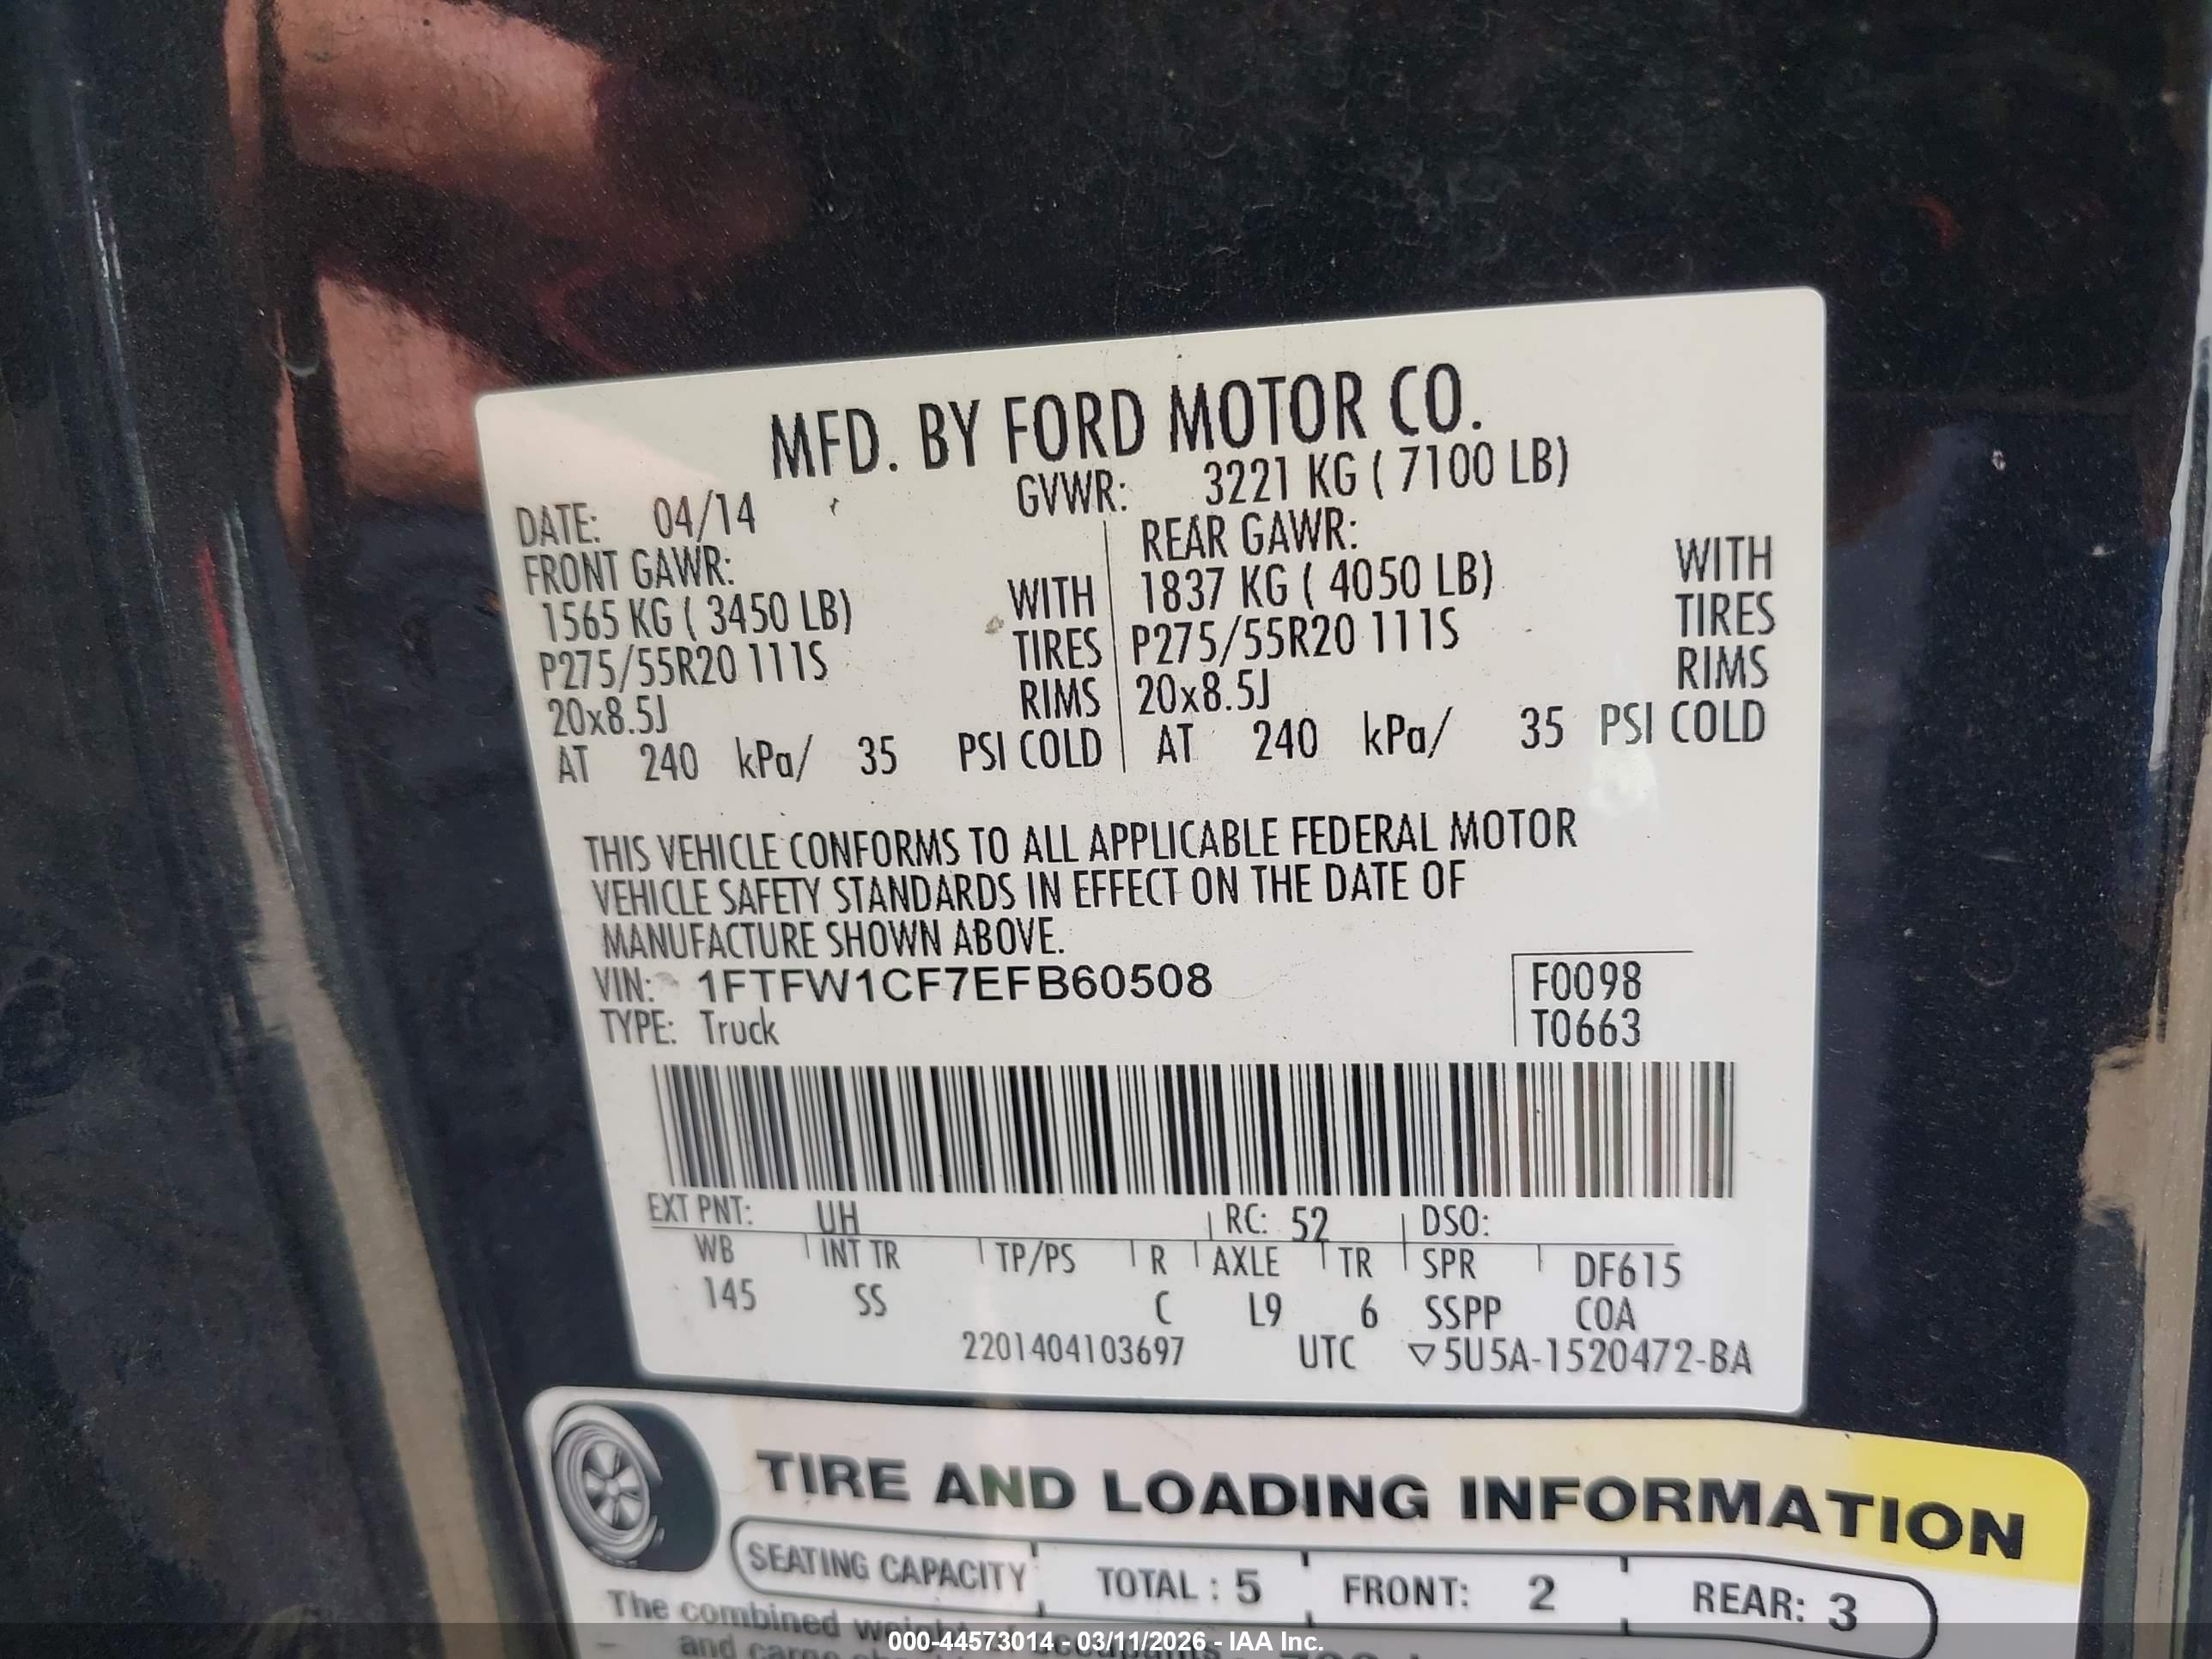 MFD. BY FORD MOTOR CO.
DATE: 04/14 GVWR: 3221 KG ( 7100 LB)
FRONT GAWR: REAR GAWR:
1565 KG ( 3450 LB) WITH 1837 KG ( 4050 LB) WITH
P275/55R20 111S TIRES P275/55R20 111S TIRES
20x8.5J RIMS 20x8.5J RIMS
AT 240 kPa/ 35 PSI COLD AT 240 kPa/ 35 PSI COLD
THIS VEHICLE CONFORMS TO ALL APPLICABLE FEDERAL MOTOR
VEHICLE SAFETY STANDARDS IN EFFECT ON THE DATE OF
MANUFACTURE SHOWN ABOVE.
VIN: 1FTFW1CF7EFB60508 F0098
TYPE: Truck T0663
EXT PNT: UH RC: 52 DSO:
WB INT TR TP/PS R AXLE TR SPR DF615
145 SS C L9 6 SSPP COA
2201404103697 UTC ▽5U5A-1520472-BA
TIRE AND LOADING INFORMATION
SEATING CAPACITY TOTAL : 5 FRONT: 2 REAR: 3
The combined
and
000-44573014 - 03/11/2026 - IAA Inc.